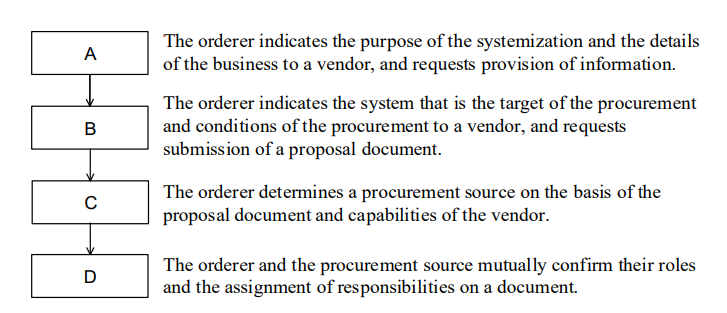 A
The orderer indicates the purpose of the systemization and the details
of the business to a vendor, and requests provision of information.
B
The orderer indicates the system that is the target of the procurement
and conditions of the procurement to a vendor, and requests
submission of a proposal document.
C
The orderer determines a procurement source on the basis of the
proposal document and capabilities of the vendor.
D
The orderer and the procurement source mutually confirm their roles
and the assignment of responsibilities on a document.